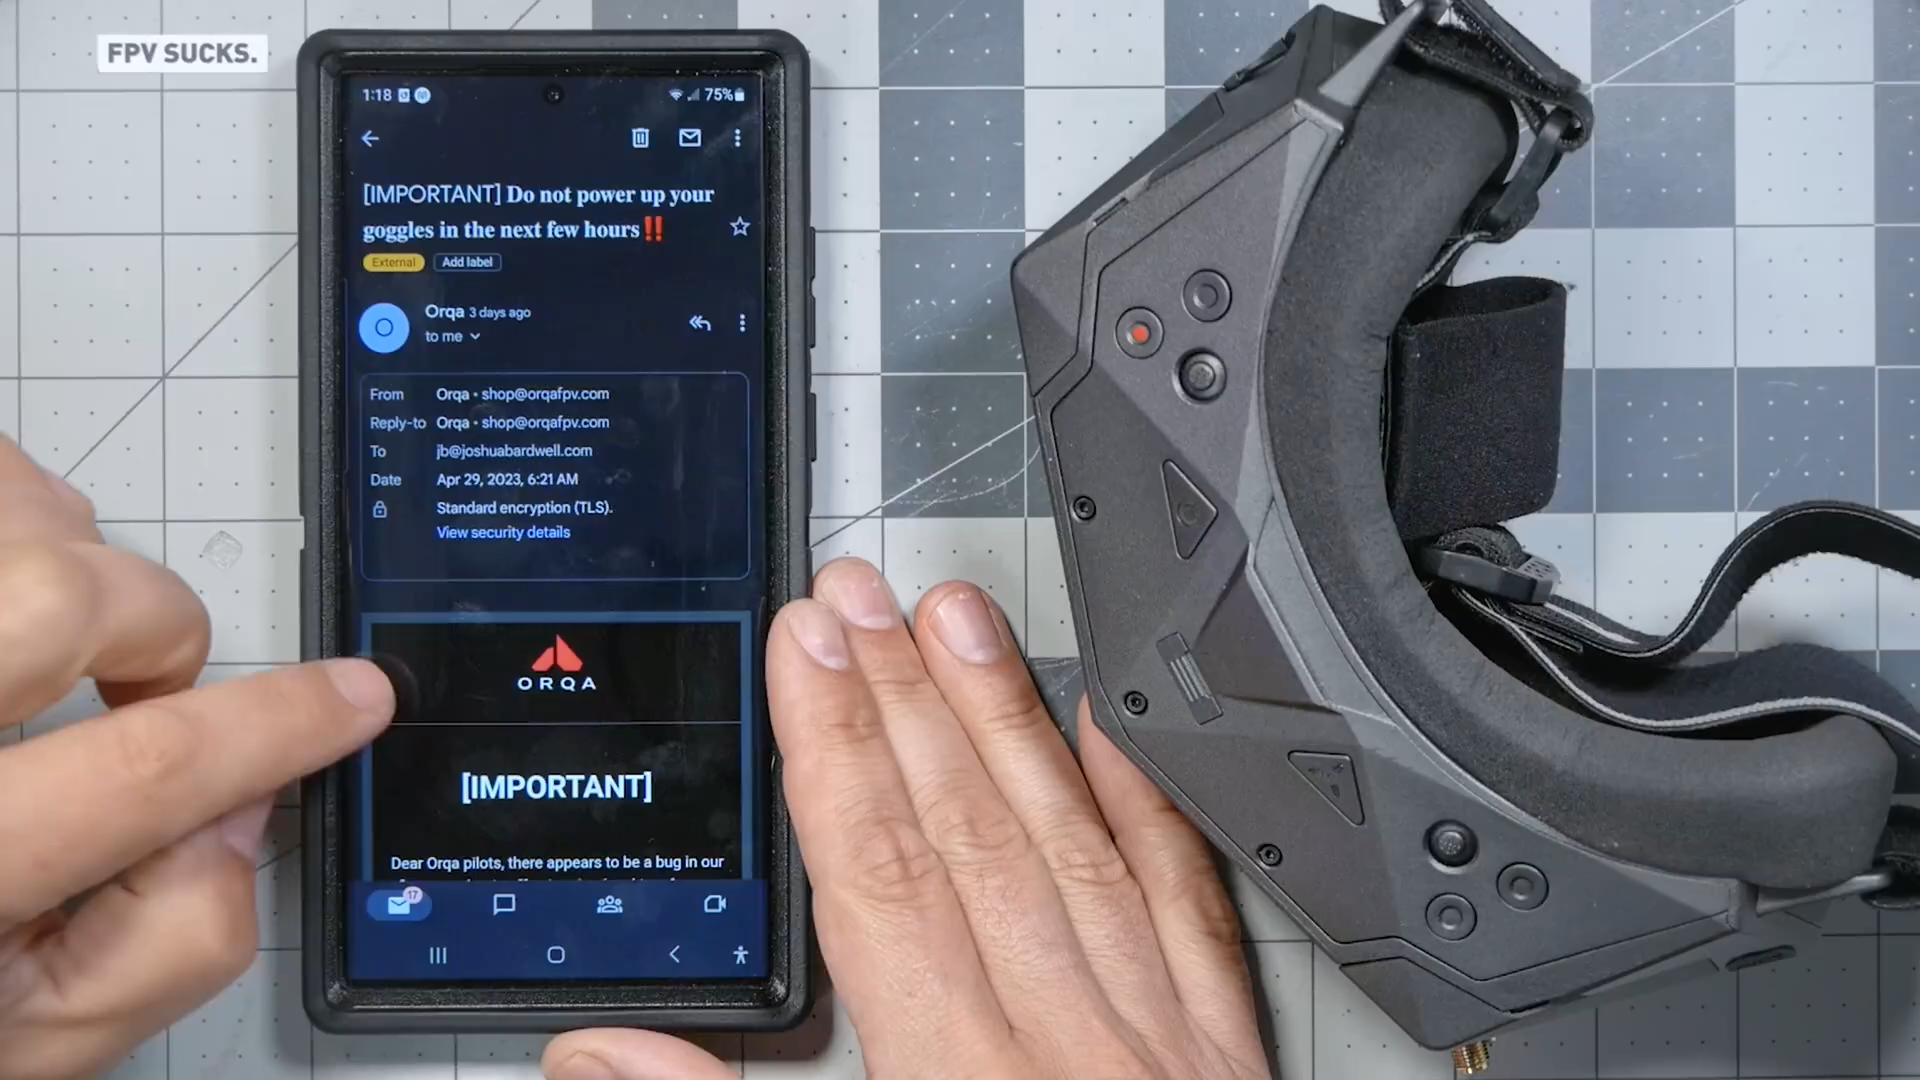 FPV SUCKS.
1:18
75%
[IMPORTANT] Do not power up your
goggles in the next few hours‼
External
Add label
O
Orqa 3 days ago
to me
From Orqa • shop@orqafpv.com
Reply-to Orqa • shop@orqafpv.com
To jb@joshuabardwell.com
Date Apr 29, 2023, 6:21 AM
Standard encryption (TLS).
View security details
ORQA
[IMPORTANT]
Dear Orqa pilots, there appears to be a bug in our
17